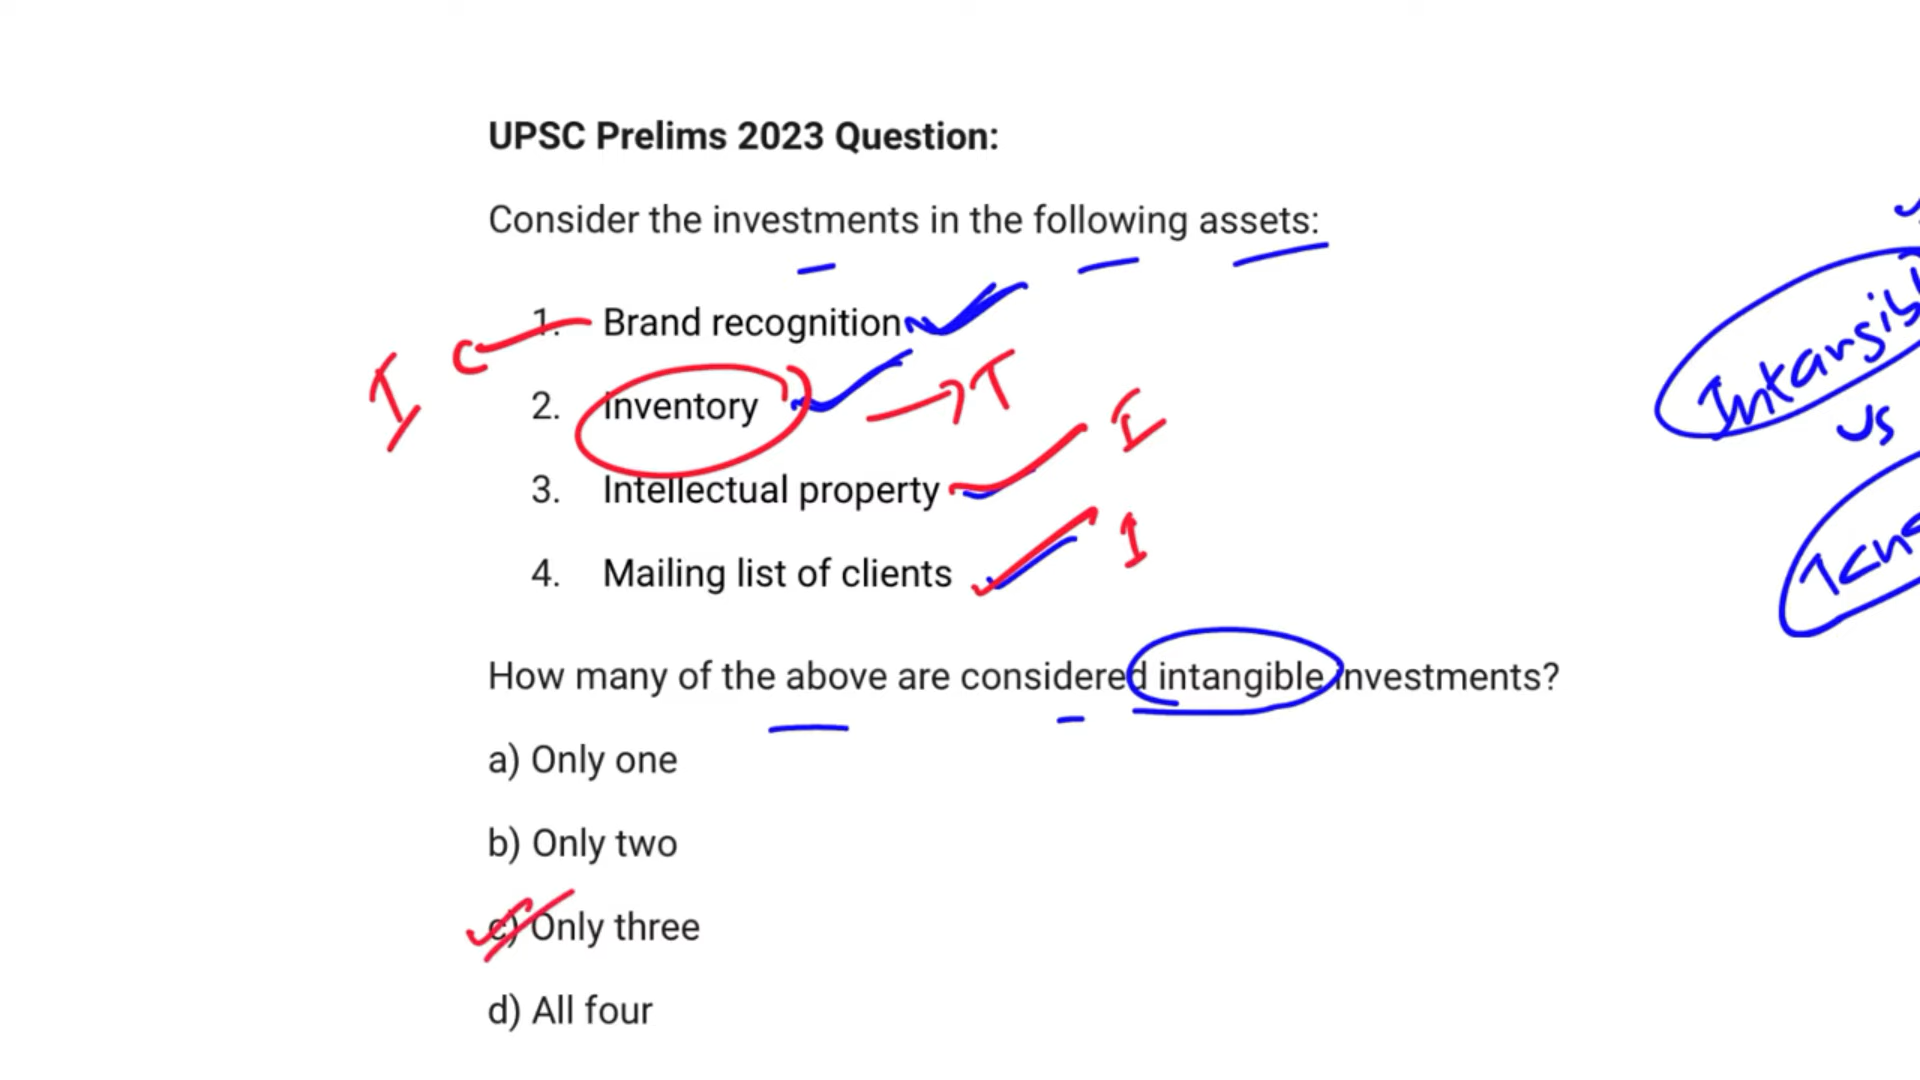 UPSC Prelims 2023 Question:
Consider the investments in the following assets:
1. Brand recognition
I
2. Inventory
T
3. Intellectual property
I
4. Mailing list of clients
I
How many of the above are considered intangible investments?
a) Only one
b) Only two
c) Only three
d) All four
vs